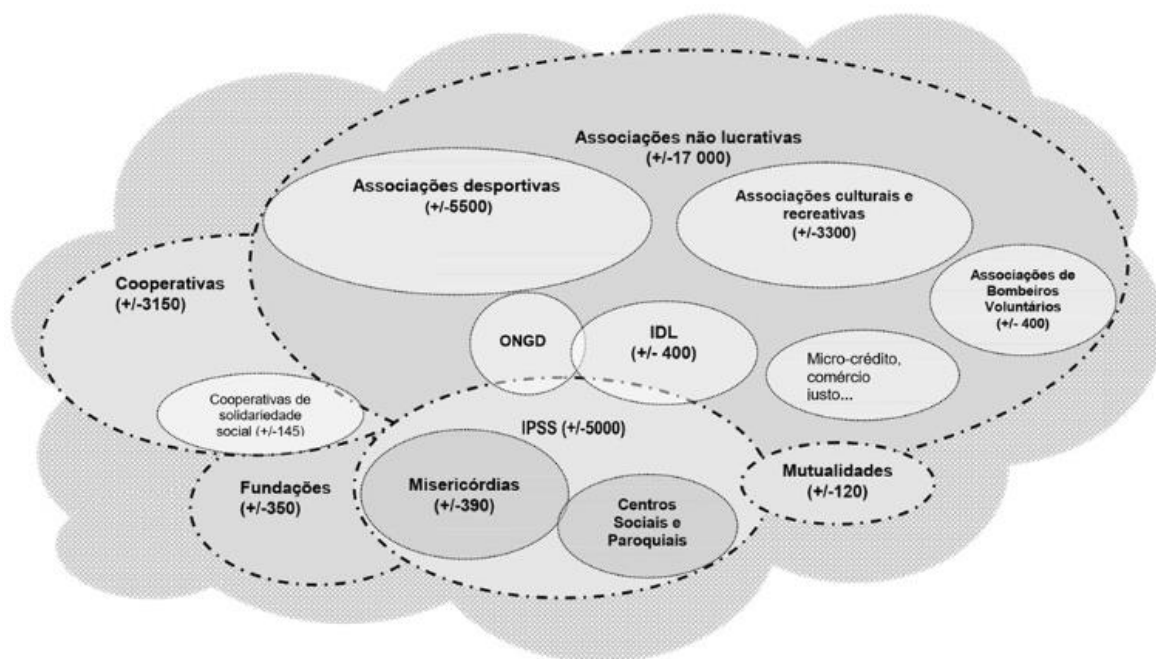 Associações não lucrativas
(+/-17 000)
Associações desportivas
(+/-5500)
Associações culturais e
recreativas
(+/-3300)
Cooperativas
(+/-3150)
Associações de
Bombeiros
Voluntários
(+/- 400)
ONGD
IDL
(+/- 400)
Micro-crédito,
comércio
justo...
Cooperativas de
solidariedade
social (+/-145)
IPSS (+/-5000)
Fundações
(+/-350)
Misericórdias
(+/-390)
Mutualidades
(+/-120)
Centros
Sociais e
Paroquiais